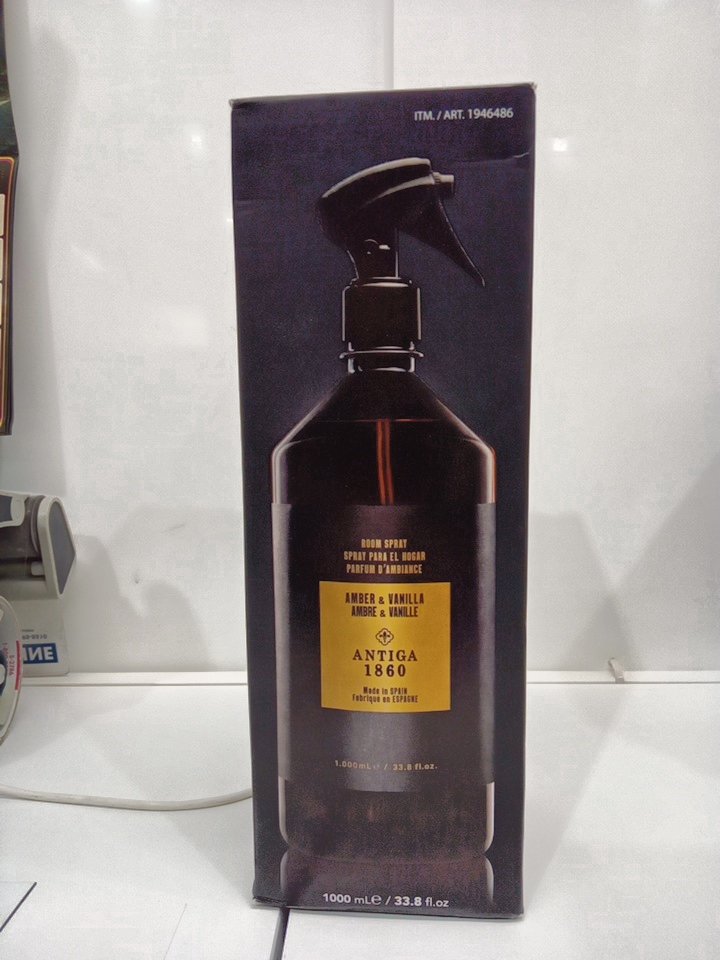 ITM. / ART. 1946486
ROOM SPRAY
SPRAY PARA EL HOGAR
PARFUM D'AMBIANCE
AMBER & VANILLA
AMBRE & VANILLE
ANTIGA
1860
Made in SPAIN
Fabriqué en ESPAGNE
1.000mL℮ / 33.8 fl.oz.
1000 mL℮ / 33.8 fl.oz